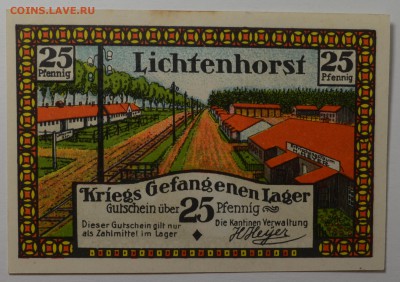 COINS.LAVE.RU
25 Lichtenhorst 25
Pfennig Pfennig
Kriegs Gefangenen Lager
Gutschein über 25 Pfennig
Dieser Gutschein gilt nur
als Zahlmittel im Lager
Die Kantinen Verwaltung
H. Heyer